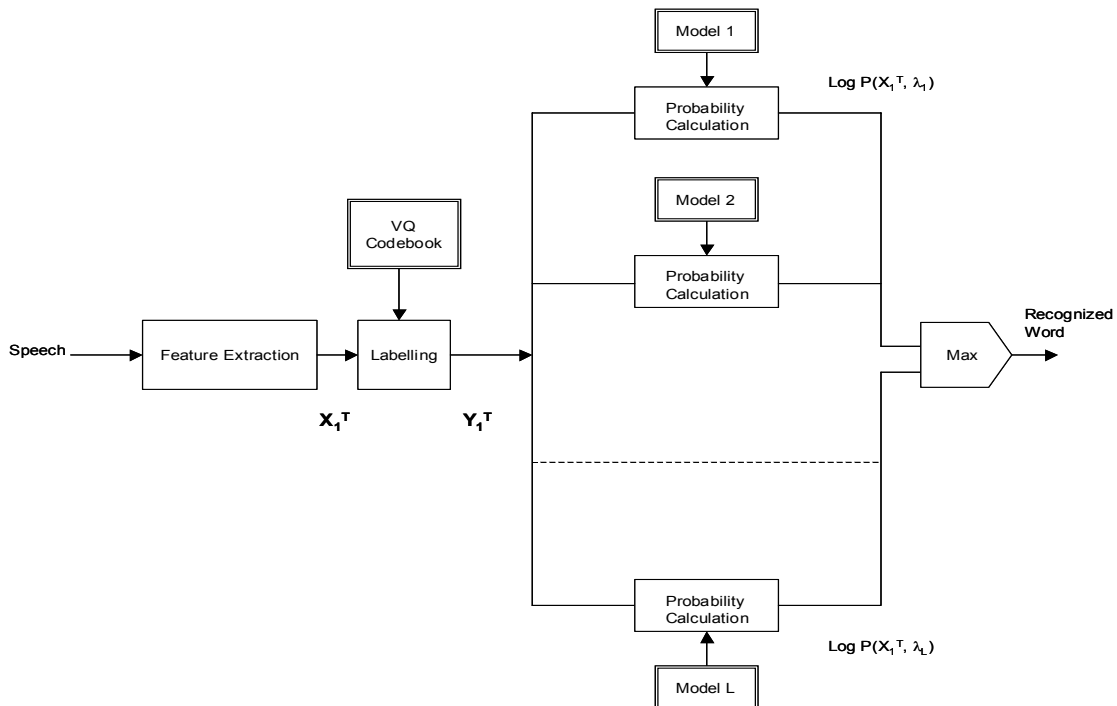 Model 1
Log P(X₁ᵀ, λ₁)
Probability
Calculation
Model 2
VQ
Codebook
Probability
Calculation
Recognized
Word
Speech
Feature Extraction
Labelling
Max
X₁ᵀ
Y₁ᵀ
Probability
Calculation
Log P(X₁ᵀ, λL)
Model L